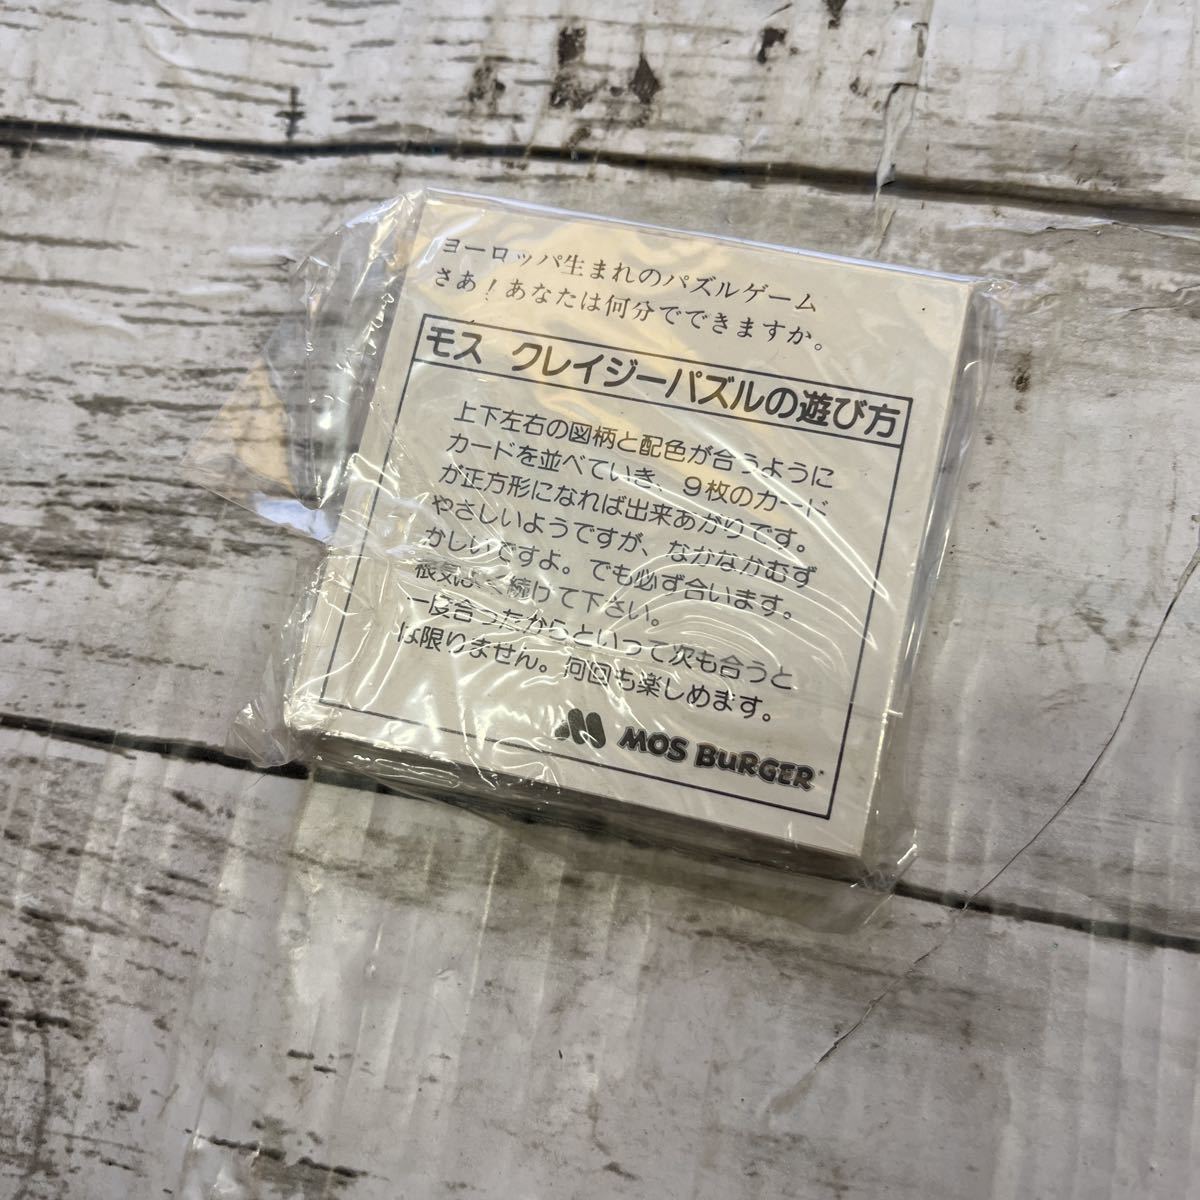 ヨーロッパ生まれのパズルゲーム
さあ！あなたは何分でできますか。
モス クレイジーパズルの遊び方
上下左右の図柄と配色が合うように
カードを並べていき、9枚のカード
が正方形になれば出来あがりです。
やさしいようですが、なかなかむず
かしいですよ。でも必ず合います。
根気よく続けて下さい。
一度合ったからといって次も合うと
は限りません。何回も楽しめます。
MOS BURGER